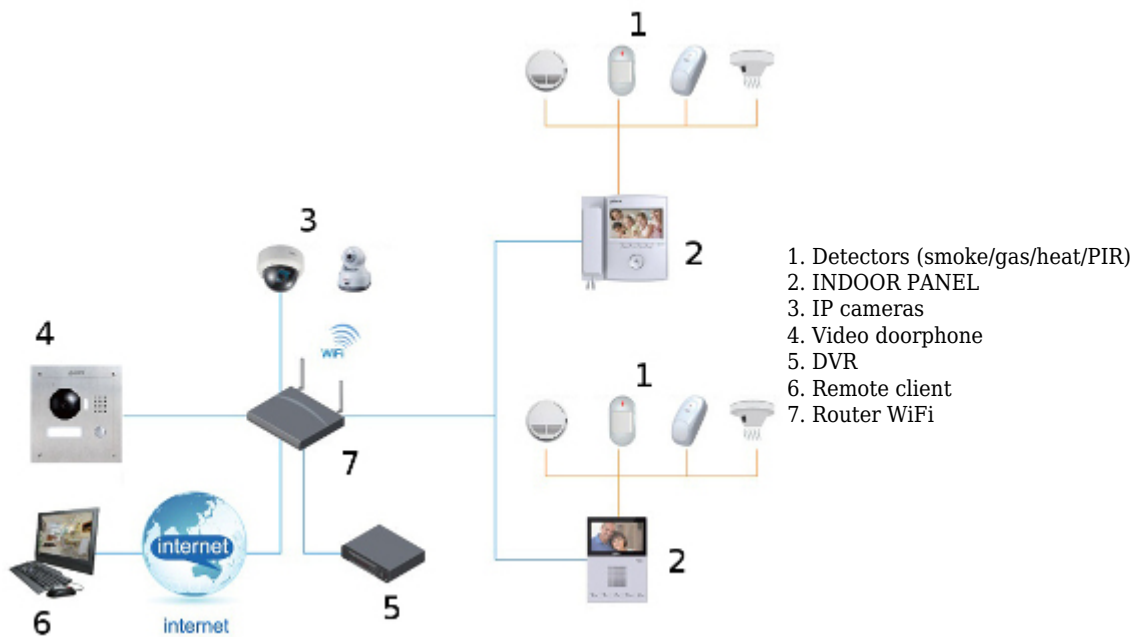 1
3
2
1. Detectors (smoke/gas/heat/PIR)
2. INDOOR PANEL
3. IP cameras
4. Video doorphone
5. DVR
6. Remote client
7. Router WiFi
4
WiFi
1
7
internet
2
5
6
internet